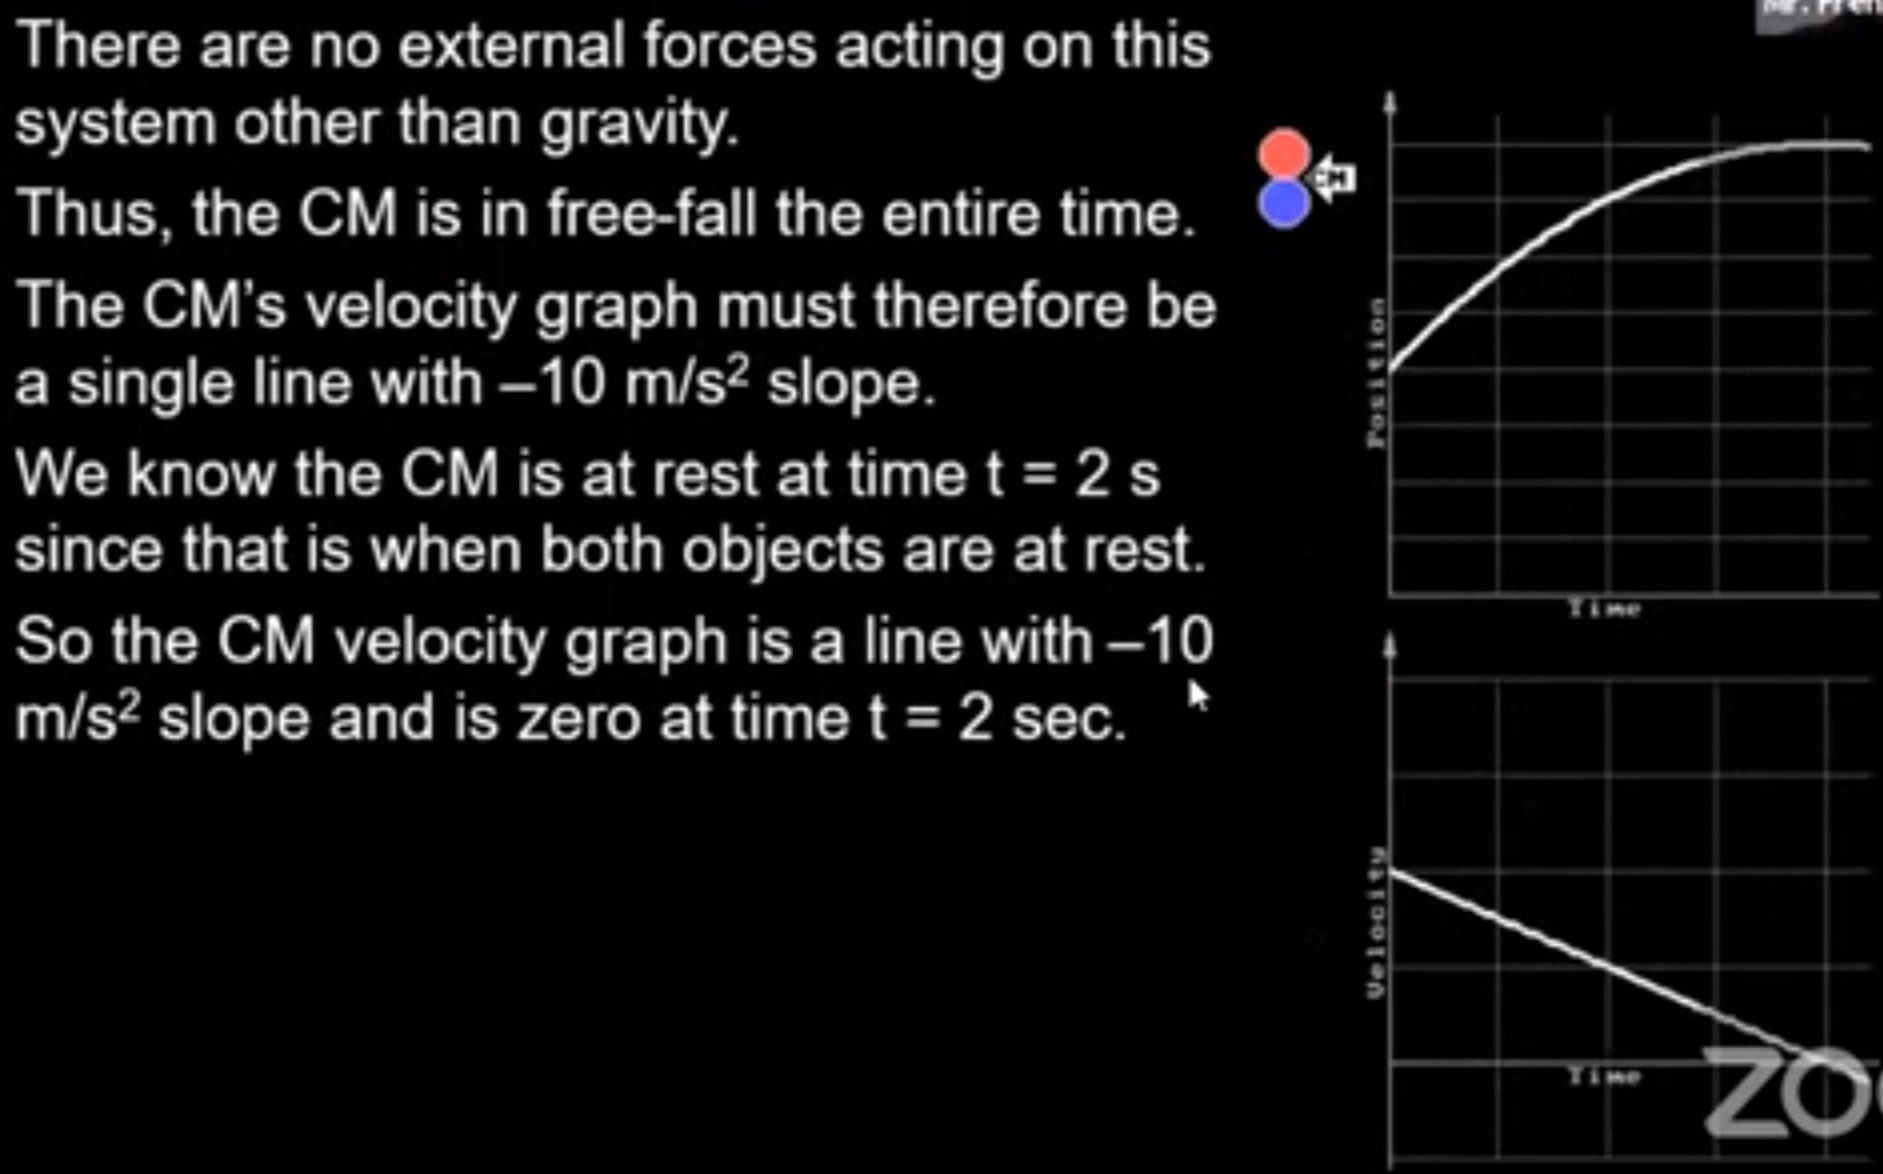 There are no external forces acting on this
system other than gravity.
Thus, the CM is in free-fall the entire time.
The CM’s velocity graph must therefore be
a single line with –10 m/s² slope.
We know the CM is at rest at time t = 2 s
since that is when both objects are at rest.
So the CM velocity graph is a line with –10
m/s² slope and is zero at time t = 2 sec.
CM
Position
Time
Velocity
Time